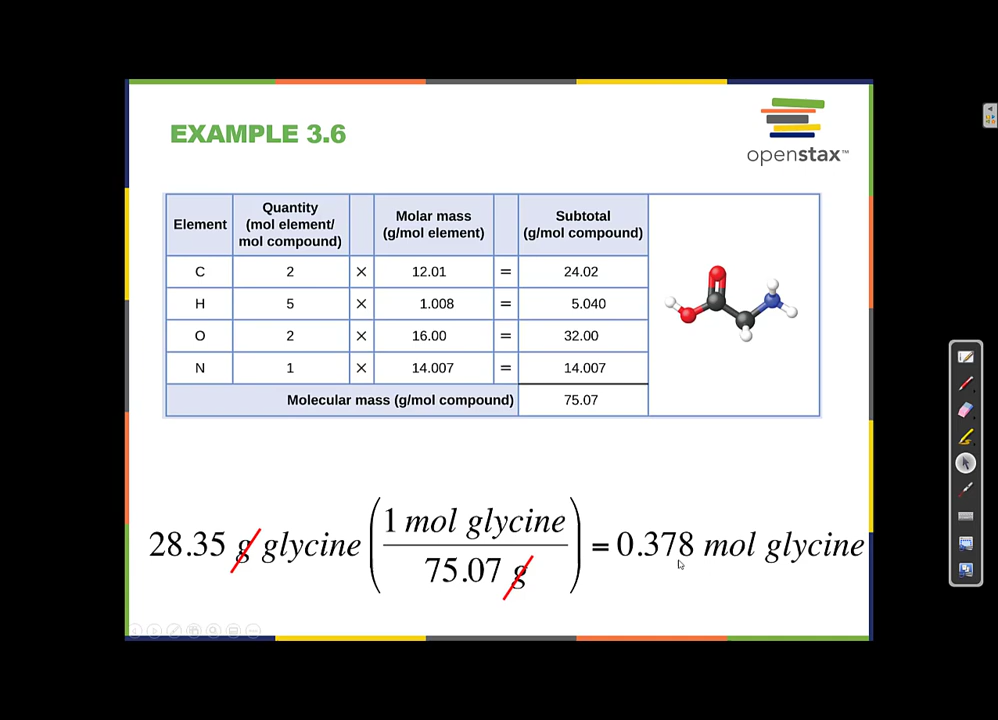 EXAMPLE 3.6
openstax™
Element Quantity (mol element/ mol compound) Molar mass (g/mol element) Subtotal (g/mol compound)
C 2 × 12.01 = 24.02
H 5 × 1.008 = 5.040
O 2 × 16.00 = 32.00
N 1 × 14.007 = 14.007
Molecular mass (g/mol compound) 75.07
28.35 g glycine (1 mol glycine / 75.07 g) = 0.378 mol glycine